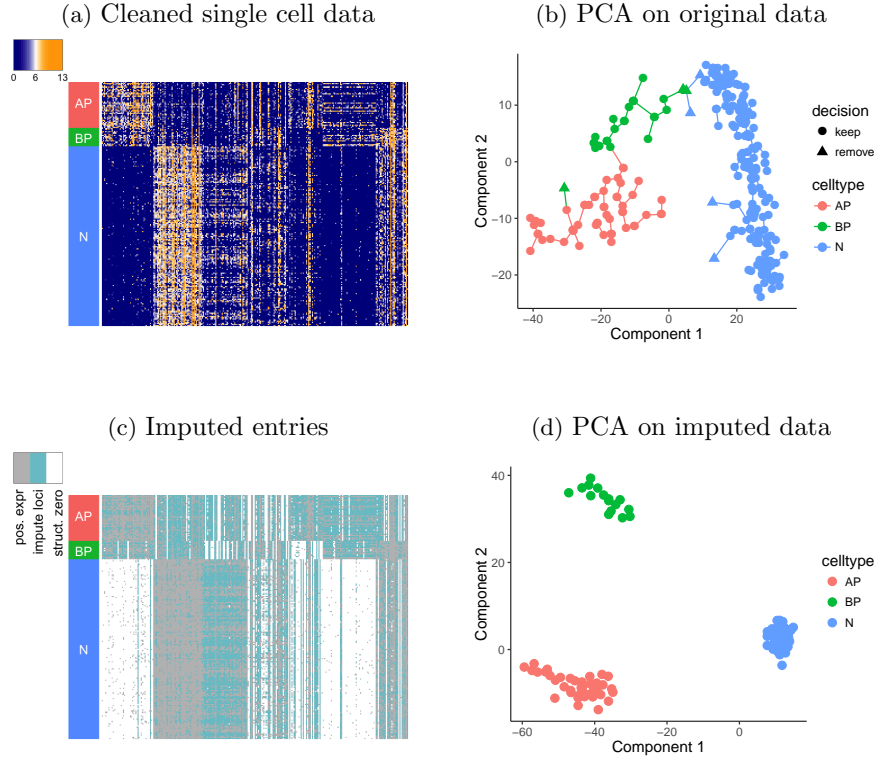 (a) Cleaned single cell data
0 6 13
AP
BP
N
(b) PCA on original data
10
0
−10
−20
Component 2
−40 −20 0 20
Component 1
decision
keep
remove
celltype
AP
BP
N
(c) Imputed entries
pos. expr
impute loci
struct. zero
AP
BP
N
(d) PCA on imputed data
40
20
0
Component 2
−60 −40 −20 0 20
Component 1
celltype
AP
BP
N